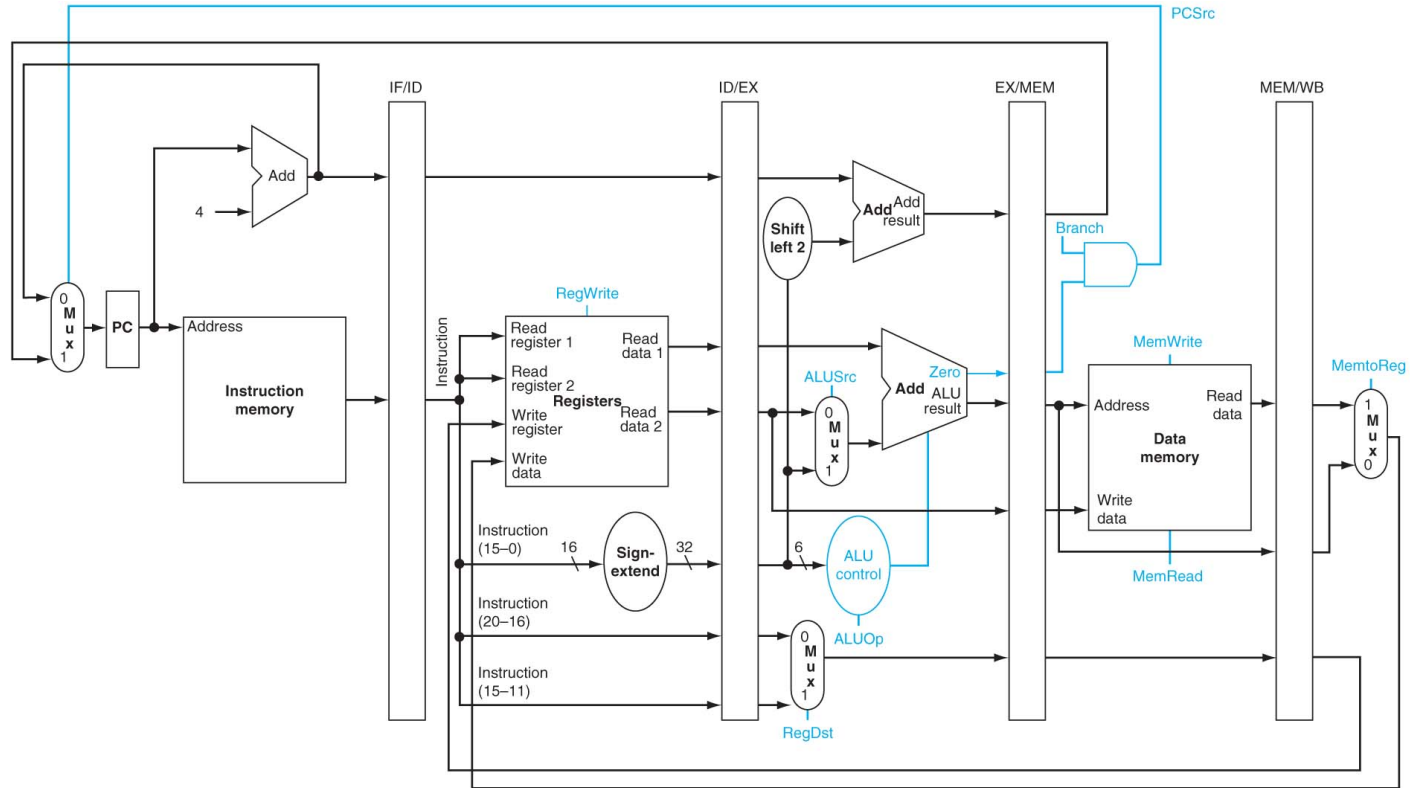 PCSrc
IF/ID
ID/EX
EX/MEM
MEM/WB
Add
4
Add
Add
result
Shift
left 2
Branch
0
M
u
x
1
PC
Address
Instruction
memory
Instruction
RegWrite
Read
register 1
Read
register 2
Write
register
Write
data
Registers
Read
data 1
Read
data 2
ALUSrc
0
M
u
x
1
Zero
Add
ALU
result
MemWrite
Address
Read
data
Data
memory
Write
data
MemRead
MemtoReg
1
M
u
x
0
Instruction
(15–0)
16
Sign-
extend
32
6
ALU
control
ALUOp
Instruction
(20–16)
Instruction
(15–11)
0
M
u
x
1
RegDst